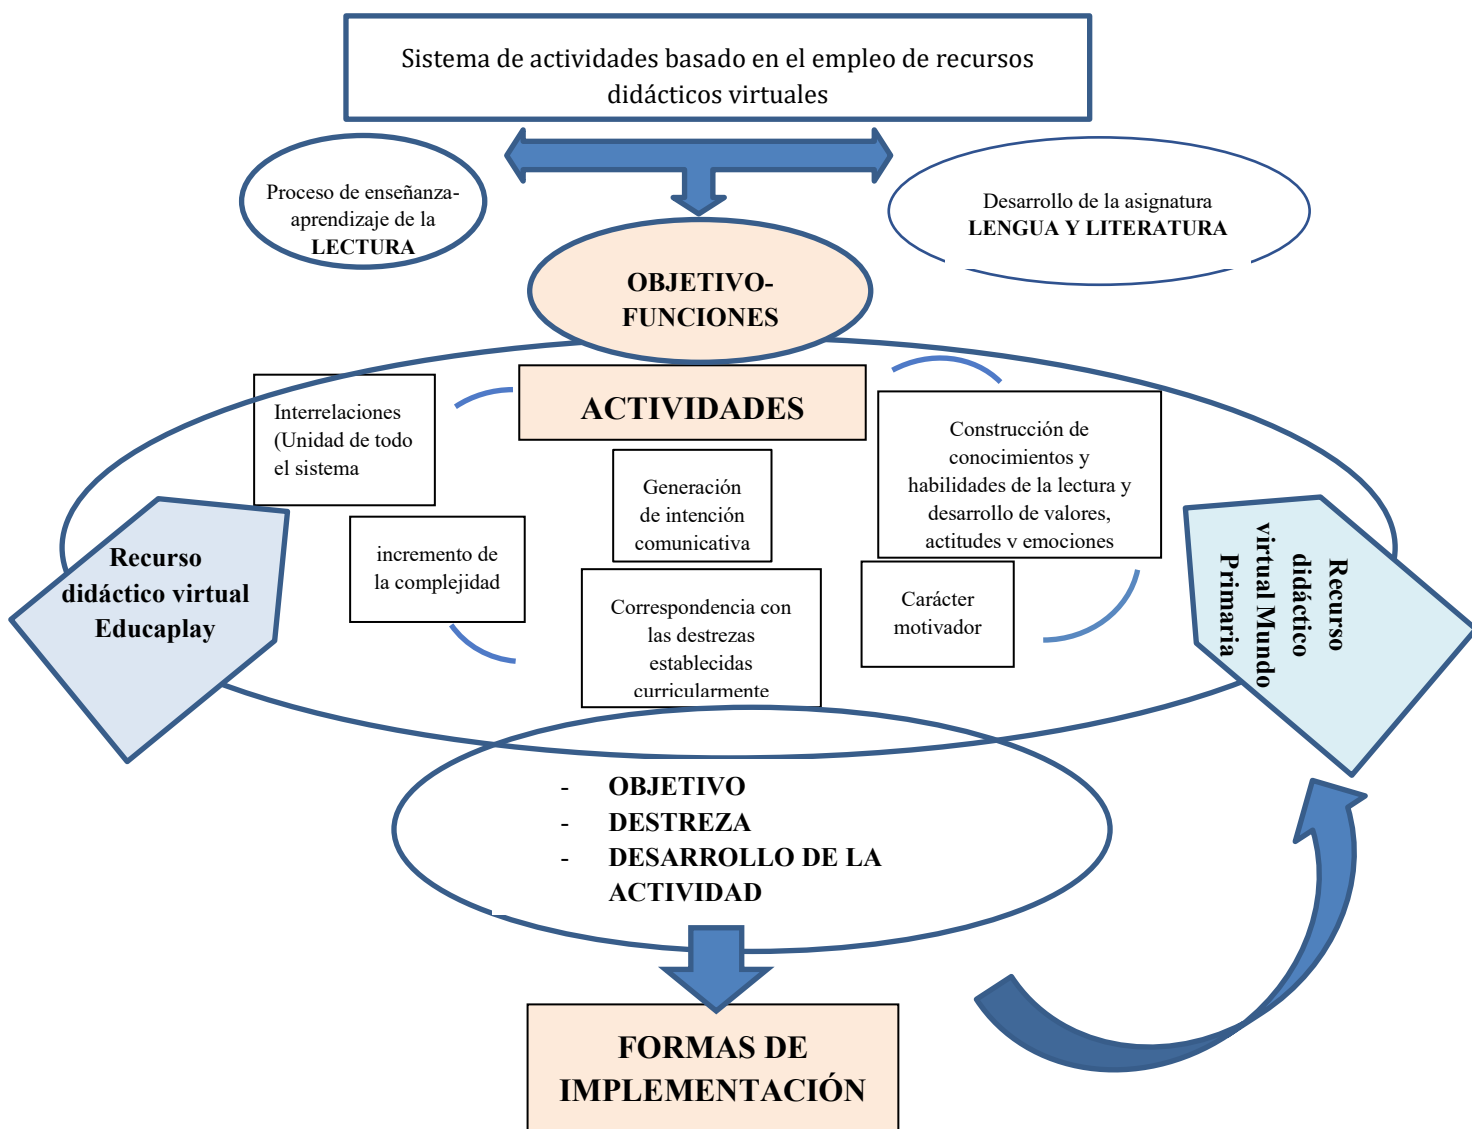 Sistema de actividades basado en el empleo de recursos
didácticos virtuales
Proceso de enseñanza-
aprendizaje de la
LECTURA
Desarrollo de la asignatura
LENGUA Y LITERATURA
OBJETIVO-
FUNCIONES
ACTIVIDADES
Interrelaciones
(Unidad de todo
el sistema
Generación
de intención
comunicativa
Construcción de
conocimientos y
habilidades de la lectura y
desarrollo de valores,
actitudes y emociones
incremento de
la complejidad
Correspondencia con
las destrezas
establecidas
curricularmente
Carácter
motivador
Recurso
didáctico virtual
Educaplay
Recurso
didáctico
virtual Mundo
Primaria
- OBJETIVO
- DESTREZA
- DESARROLLO DE LA
ACTIVIDAD
FORMAS DE
IMPLEMENTACIÓN